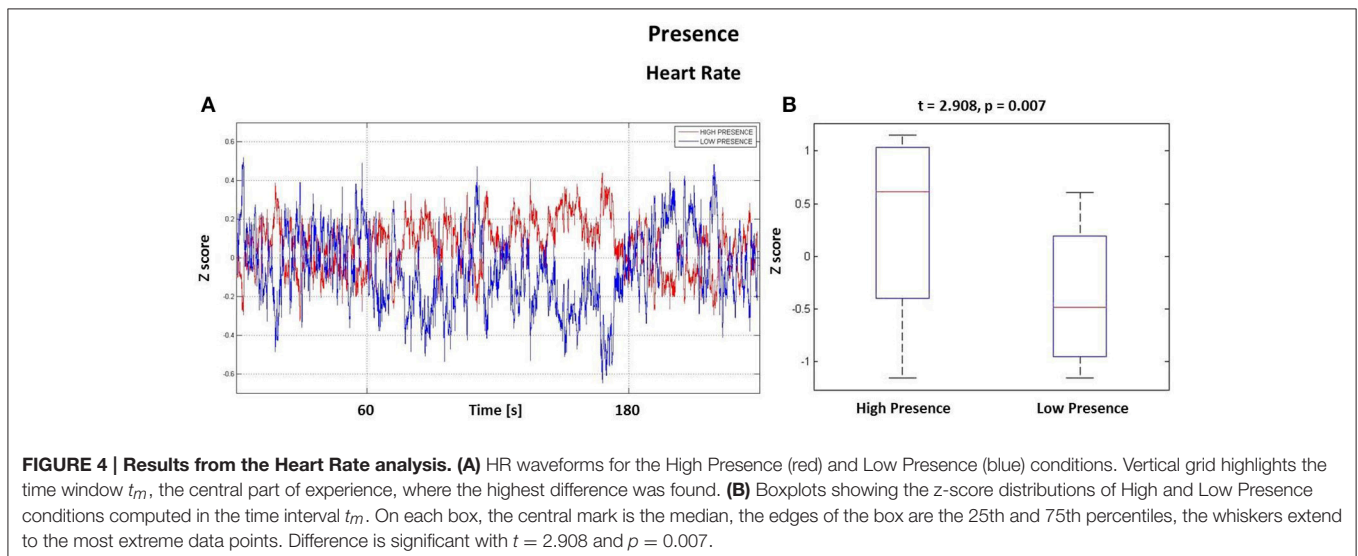 Presence
Heart Rate
A
HIGH PRESENCE
LOW PRESENCE
0.6
0.4
0.2
0
-0.2
-0.4
-0.6
Z score
60
Time [s]
180
B
t = 2.908, p = 0.007
1
0.5
0
-0.5
-1
Z score
High Presence
Low Presence
FIGURE 4 | Results from the Heart Rate analysis. (A) HR waveforms for the High Presence (red) and Low Presence (blue) conditions. Vertical grid highlights the
time window tm, the central part of experience, where the highest difference was found. (B) Boxplots showing the z-score distributions of High and Low Presence
conditions computed in the time interval tm. On each box, the central mark is the median, the edges of the box are the 25th and 75th percentiles, the whiskers extend
to the most extreme data points. Difference is significant with t = 2.908 and p = 0.007.